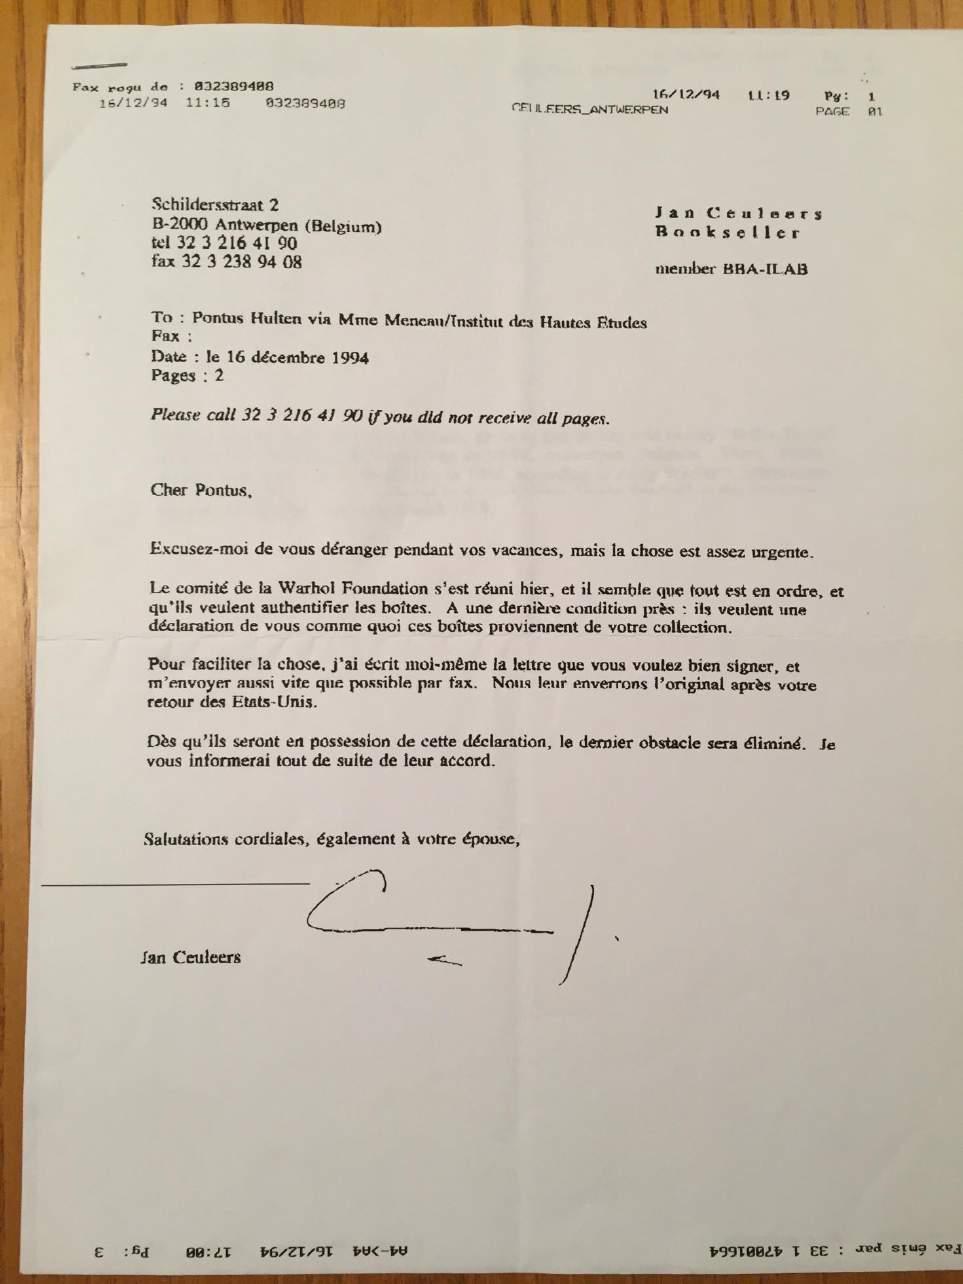 Fax reçu de : 032389408
16/12/94 11:19 Pg: 1
16/12/94 11:15 032389408
CEULEERS_ANTWERPEN
PAGE 01
Schildersstraat 2
B-2000 Antwerpen (Belgium)
tel 32 3 216 41 90
fax 32 3 238 94 08
Jan Ceuleers
Bookseller
member BBA-ILAB
To : Pontus Hulten via Mme Meneau/Institut des Hautes Etudes
Fax :
Date : le 16 décembre 1994
Pages : 2
Please call 32 3 216 41 90 if you did not receive all pages.
Cher Pontus,
Excusez-moi de vous déranger pendant vos vacances, mais la chose est assez urgente.
Le comité de la Warhol Foundation s'est réuni hier, et il semble que tout est en ordre, et
qu'ils veulent authentifier les boîtes. A une dernière condition près : ils veulent une
déclaration de vous comme quoi ces boîtes proviennent de votre collection.
Pour faciliter la chose, j'ai écrit moi-même la lettre que vous voulez bien signer, et
m'envoyer aussi vite que possible par fax. Nous leur enverrons l'original après votre
retour des Etats-Unis.
Dès qu'ils seront en possession de cette déclaration, le dernier obstacle sera éliminé. Je
vous informerai tout de suite de leur accord.
Salutations cordiales, également à votre épouse,
Jan Ceuleers
Fax émis par : 33 1 47001664
A4->A4 16/12/94 17:00 Pg: 3